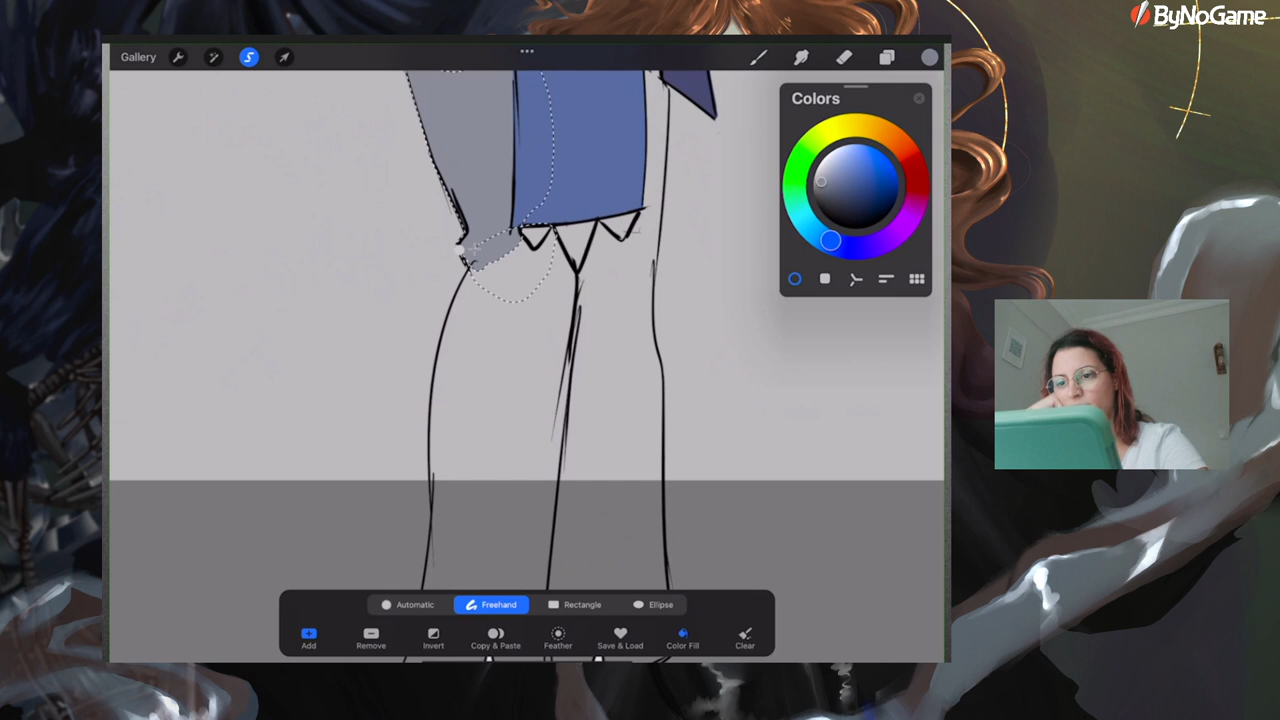 ByNoGame
Gallery
Colors
Automatic Freehand Rectangle Ellipse
Add Remove Invert Copy & Paste Feather Save & Load Color Fill Clear